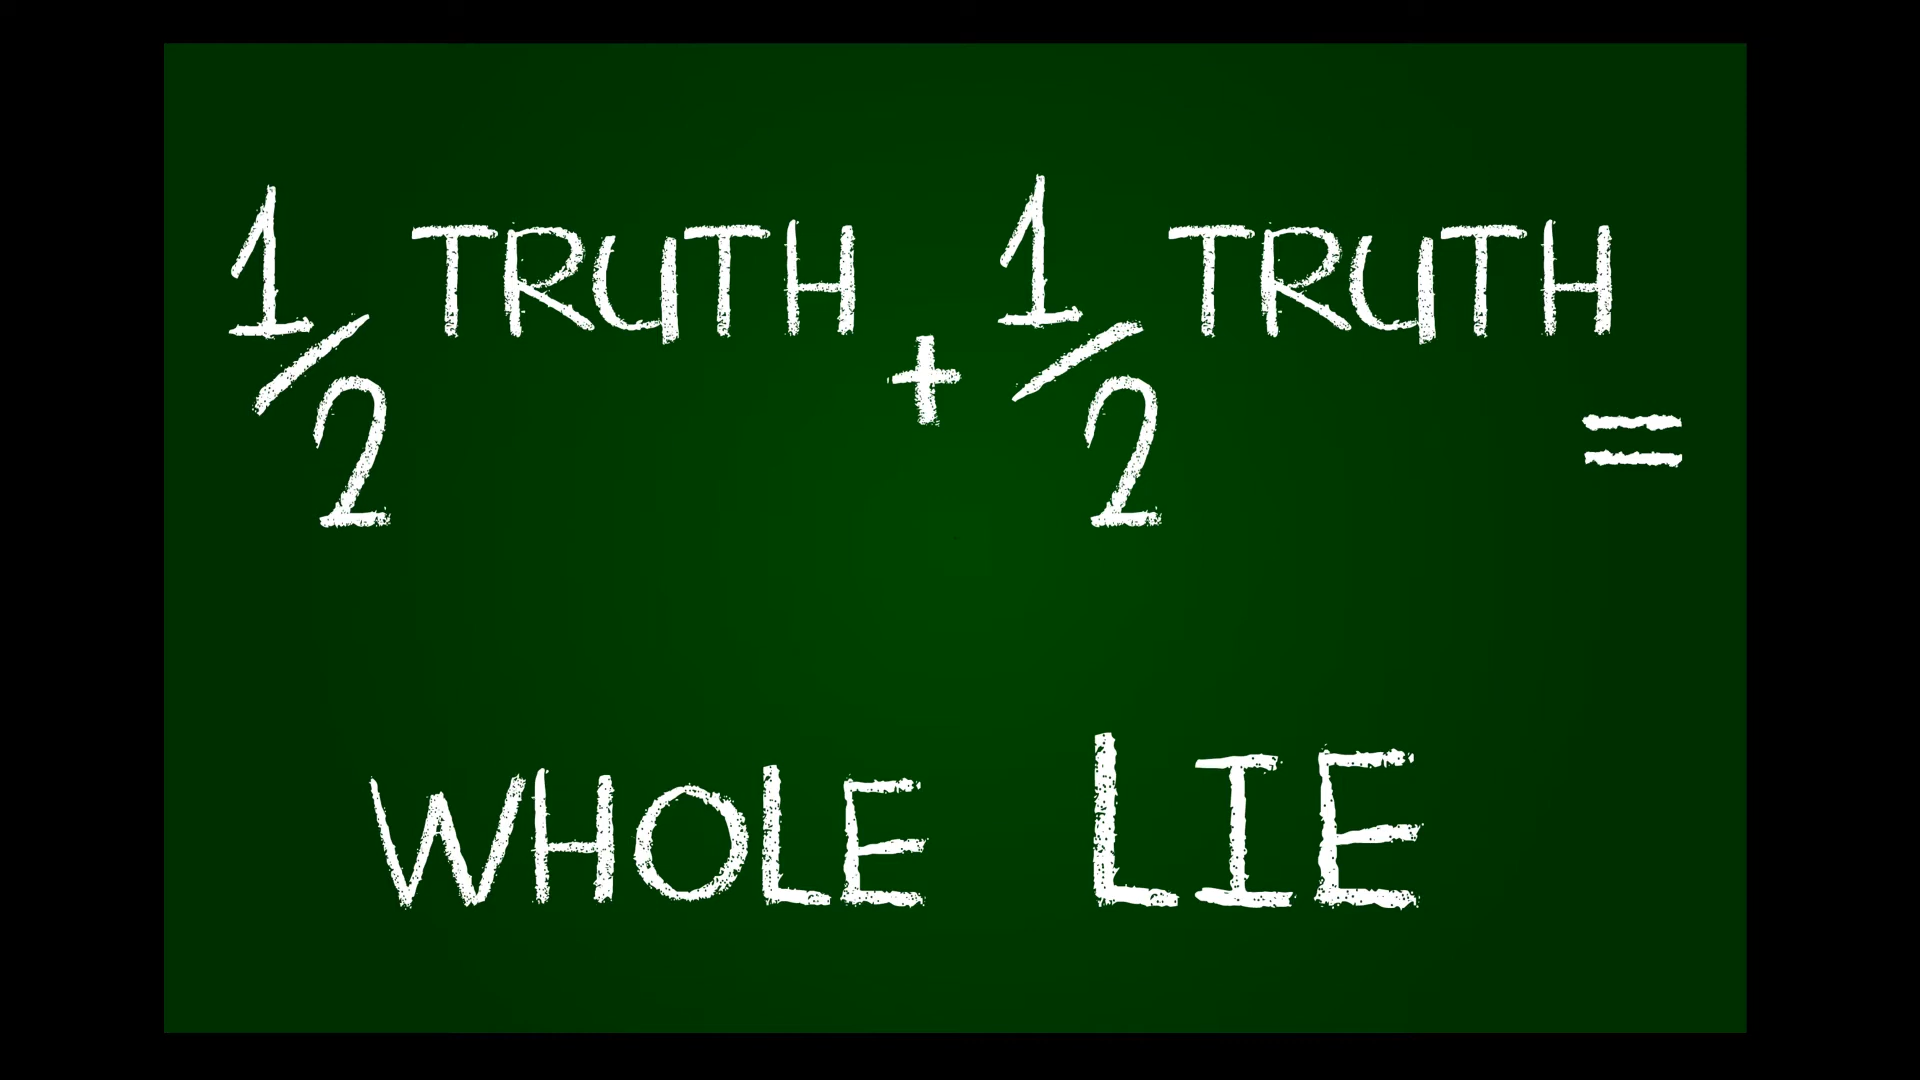 1/2 TRUTH + 1/2 TRUTH =
WHOLE LIE